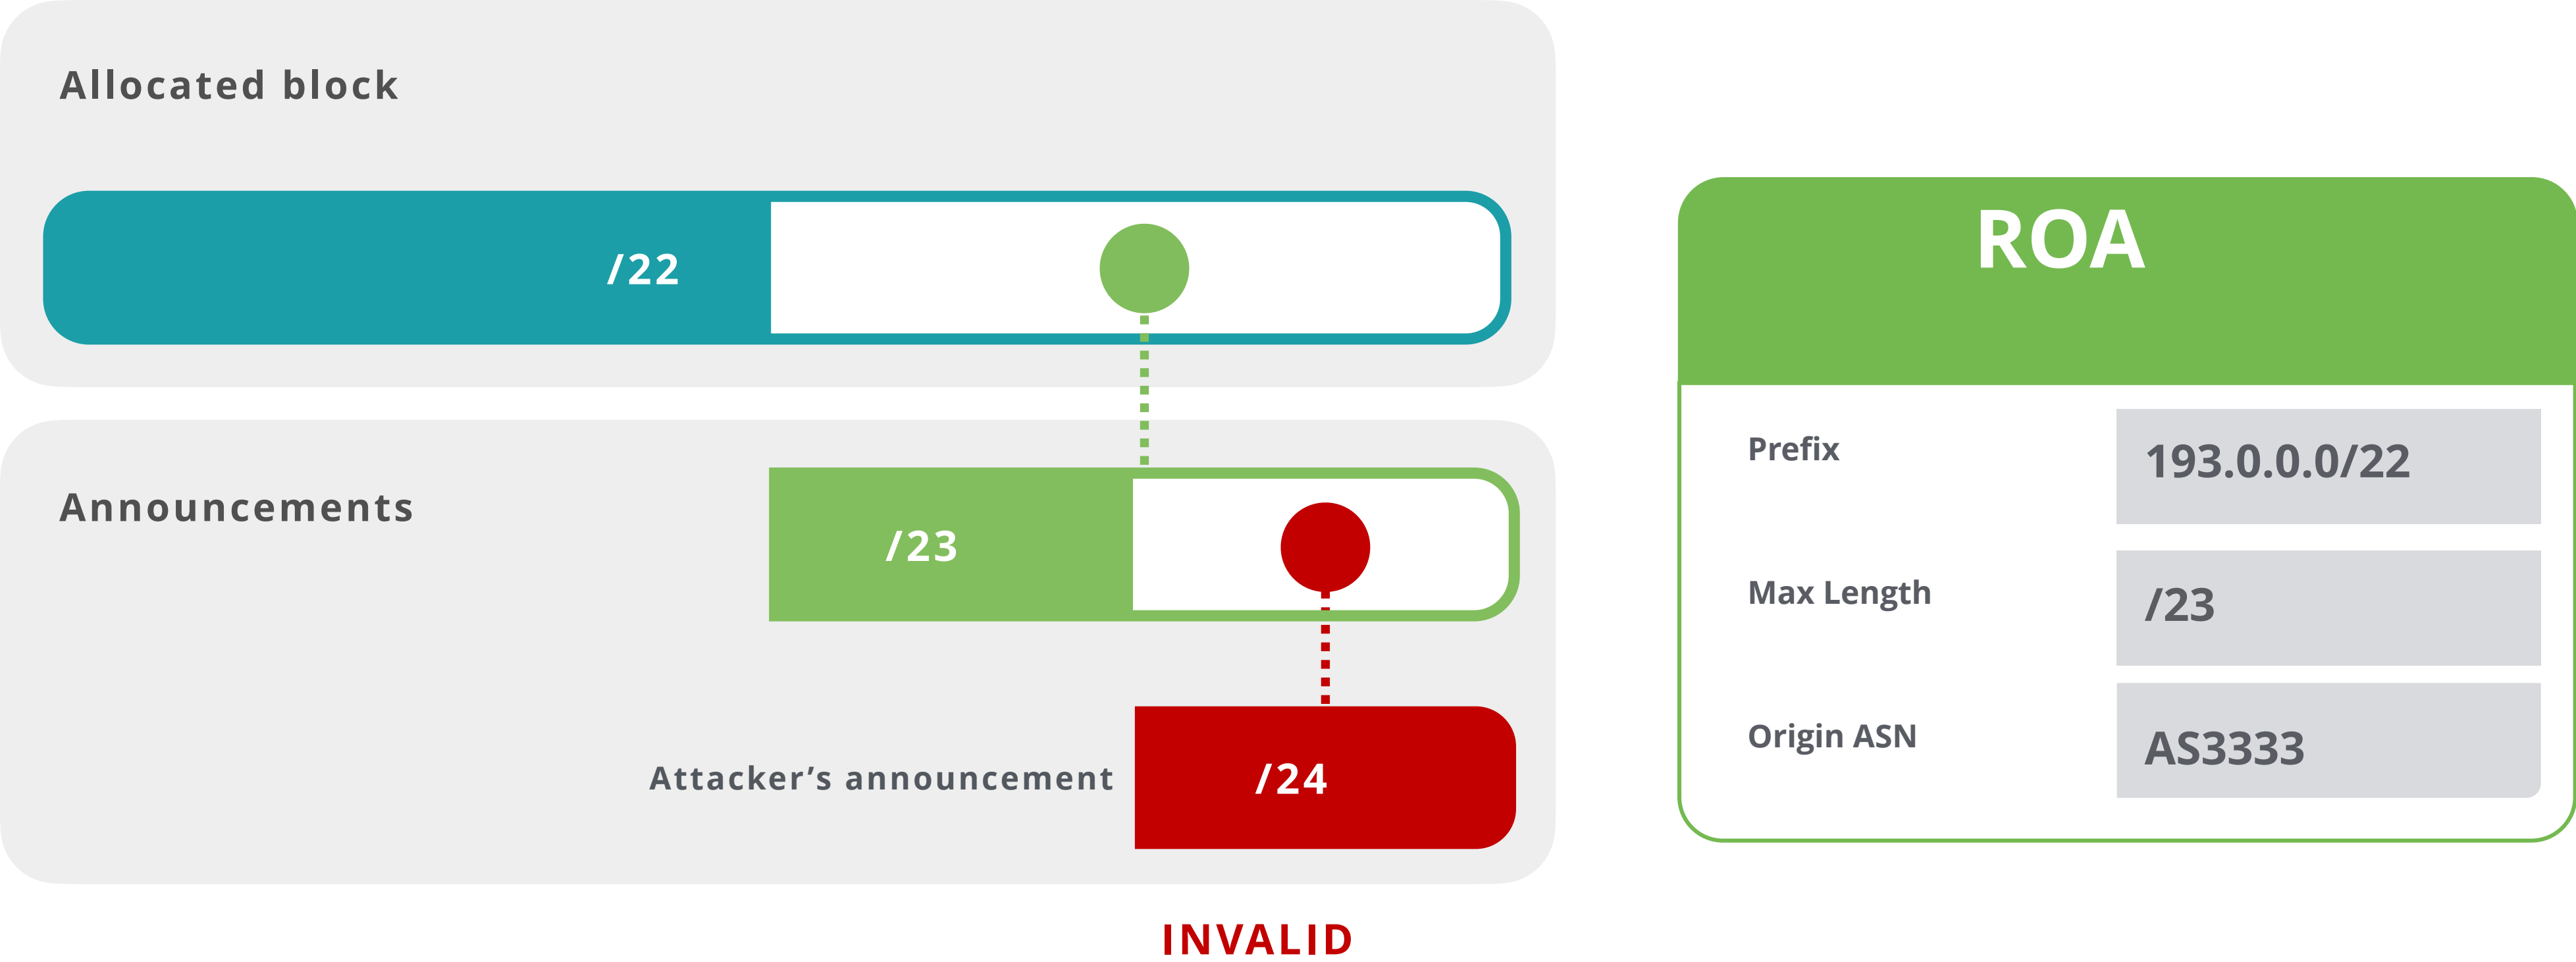 Allocated block
/22
Announcements
/23
Attacker’s announcement
/24
INVALID
ROA
Prefix
193.0.0.0/22
Max Length
/23
Origin ASN
AS3333